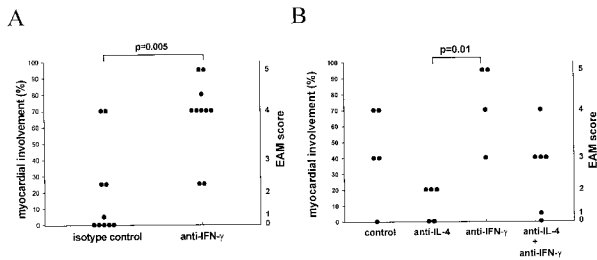 A
p=0.005
myocardial involvement (%)
100
90
80
70
60
50
40
30
20
10
0
5
4
3
2
1
0
EAM score
isotype control
anti-IFN-γ
B
p=0.01
myocardial involvement (%)
100
90
80
70
60
50
40
30
20
10
0
5
4
3
2
1
0
EAM score
control
anti-IL-4
anti-IFN-γ
anti-IL-4
+
anti-IFN-γ